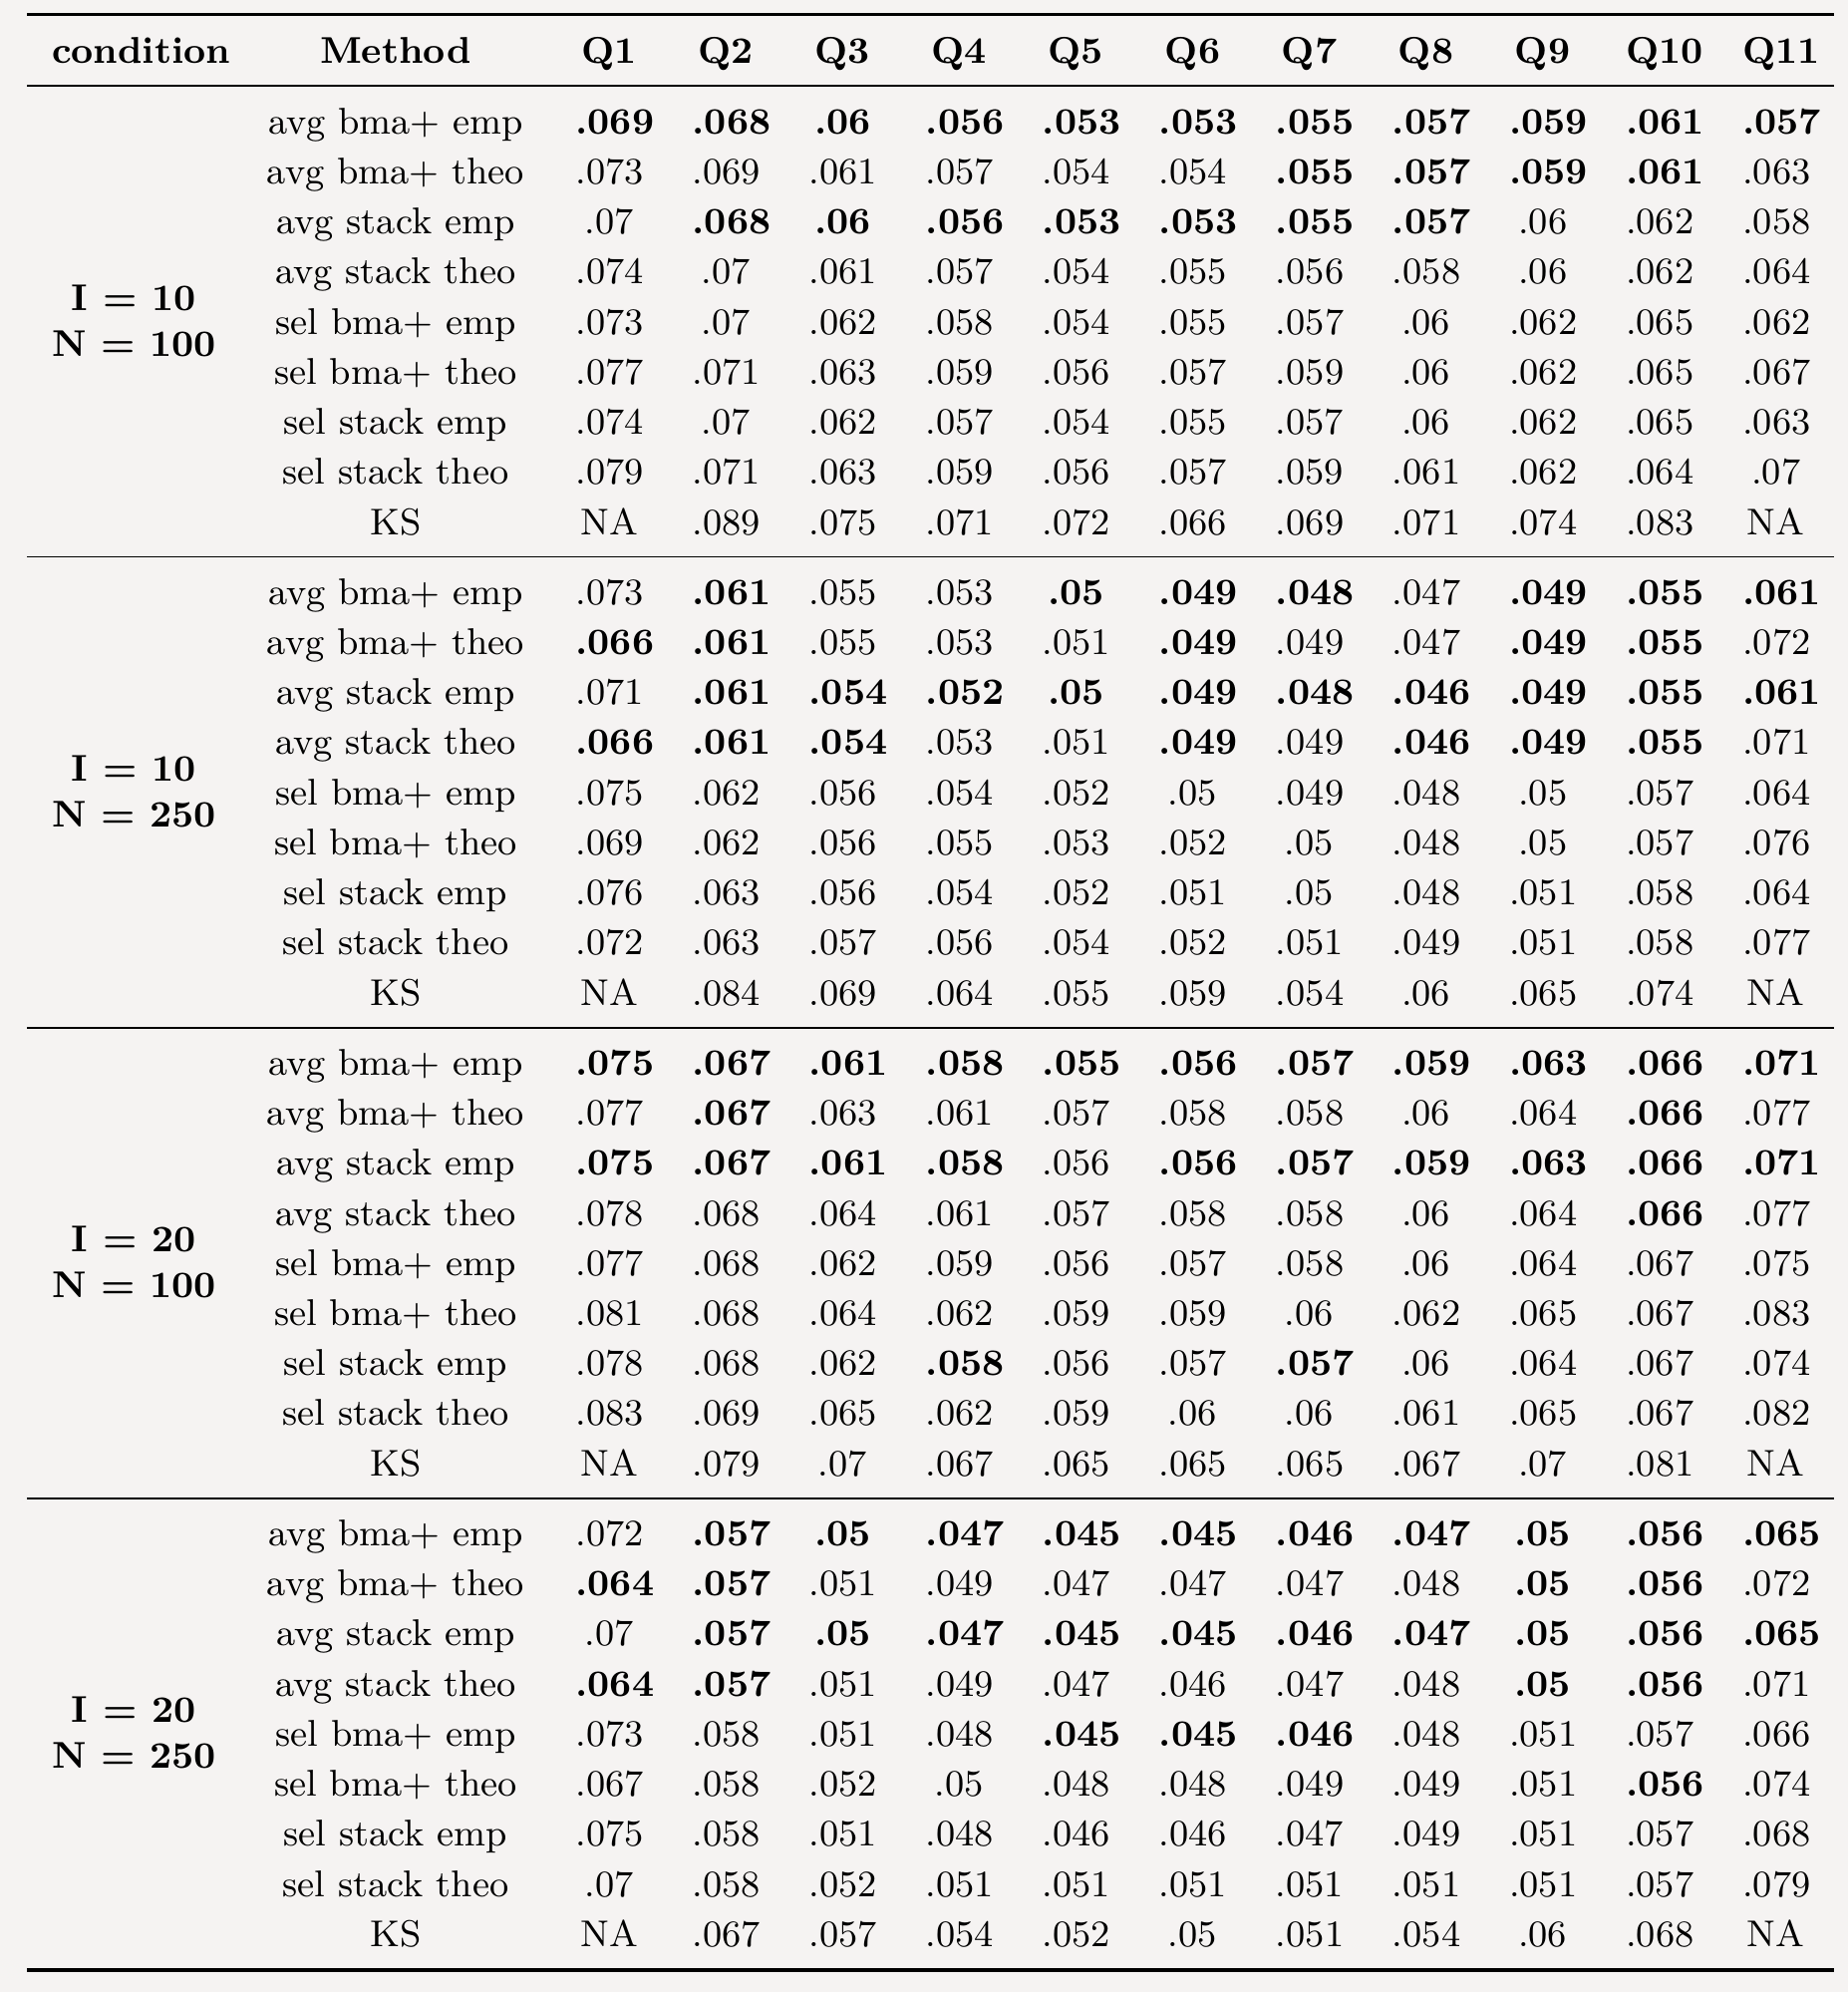 condition Method Q1 Q2 Q3 Q4 Q5 Q6 Q7 Q8 Q9 Q10 Q11
I = 10
N = 100
avg bma+ emp .069 .068 .06 .056 .053 .053 .055 .057 .059 .061 .057
avg bma+ theo .073 .069 .061 .057 .054 .054 .055 .057 .059 .061 .063
avg stack emp .07 .068 .06 .056 .053 .053 .055 .057 .06 .062 .058
avg stack theo .074 .07 .061 .057 .054 .055 .056 .058 .06 .062 .064
sel bma+ emp .073 .07 .062 .058 .054 .055 .057 .06 .062 .065 .062
sel bma+ theo .077 .071 .063 .059 .056 .057 .059 .06 .062 .065 .067
sel stack emp .074 .07 .062 .057 .054 .055 .057 .06 .062 .065 .063
sel stack theo .079 .071 .063 .059 .056 .057 .059 .061 .062 .064 .07
KS NA .089 .075 .071 .072 .066 .069 .071 .074 .083 NA
I = 10
N = 250
avg bma+ emp .073 .061 .055 .053 .05 .049 .048 .047 .049 .055 .061
avg bma+ theo .066 .061 .055 .053 .051 .049 .049 .047 .049 .055 .072
avg stack emp .071 .061 .054 .052 .05 .049 .048 .046 .049 .055 .061
avg stack theo .066 .061 .054 .053 .051 .049 .049 .046 .049 .055 .071
sel bma+ emp .075 .062 .056 .054 .052 .05 .049 .048 .05 .057 .064
sel bma+ theo .069 .062 .056 .055 .053 .052 .05 .048 .05 .057 .076
sel stack emp .076 .063 .056 .054 .052 .051 .05 .048 .051 .058 .064
sel stack theo .072 .063 .057 .056 .054 .052 .051 .049 .051 .058 .077
KS NA .084 .069 .064 .055 .059 .054 .06 .065 .074 NA
I = 20
N = 100
avg bma+ emp .075 .067 .061 .058 .055 .056 .057 .059 .063 .066 .071
avg bma+ theo .077 .067 .063 .061 .057 .058 .058 .06 .064 .066 .077
avg stack emp .075 .067 .061 .058 .056 .056 .057 .059 .063 .066 .071
avg stack theo .078 .068 .064 .061 .057 .058 .058 .06 .064 .066 .077
sel bma+ emp .077 .068 .062 .059 .056 .057 .058 .06 .064 .067 .075
sel bma+ theo .081 .068 .064 .062 .059 .059 .06 .062 .065 .067 .083
sel stack emp .078 .068 .062 .058 .056 .057 .057 .06 .064 .067 .074
sel stack theo .083 .069 .065 .062 .059 .06 .06 .061 .065 .067 .082
KS NA .079 .07 .067 .065 .065 .065 .067 .07 .081 NA
I = 20
N = 250
avg bma+ emp .072 .057 .05 .047 .045 .045 .046 .047 .05 .056 .065
avg bma+ theo .064 .057 .051 .049 .047 .047 .047 .048 .05 .056 .072
avg stack emp .07 .057 .05 .047 .045 .045 .046 .047 .05 .056 .065
avg stack theo .064 .057 .051 .049 .047 .046 .047 .048 .05 .056 .071
sel bma+ emp .073 .058 .051 .048 .045 .045 .046 .048 .051 .057 .066
sel bma+ theo .067 .058 .052 .05 .048 .048 .049 .049 .051 .056 .074
sel stack emp .075 .058 .051 .048 .046 .046 .047 .049 .051 .057 .068
sel stack theo .07 .058 .052 .051 .051 .051 .051 .051 .051 .057 .079
KS NA .067 .057 .054 .052 .05 .051 .054 .06 .068 NA